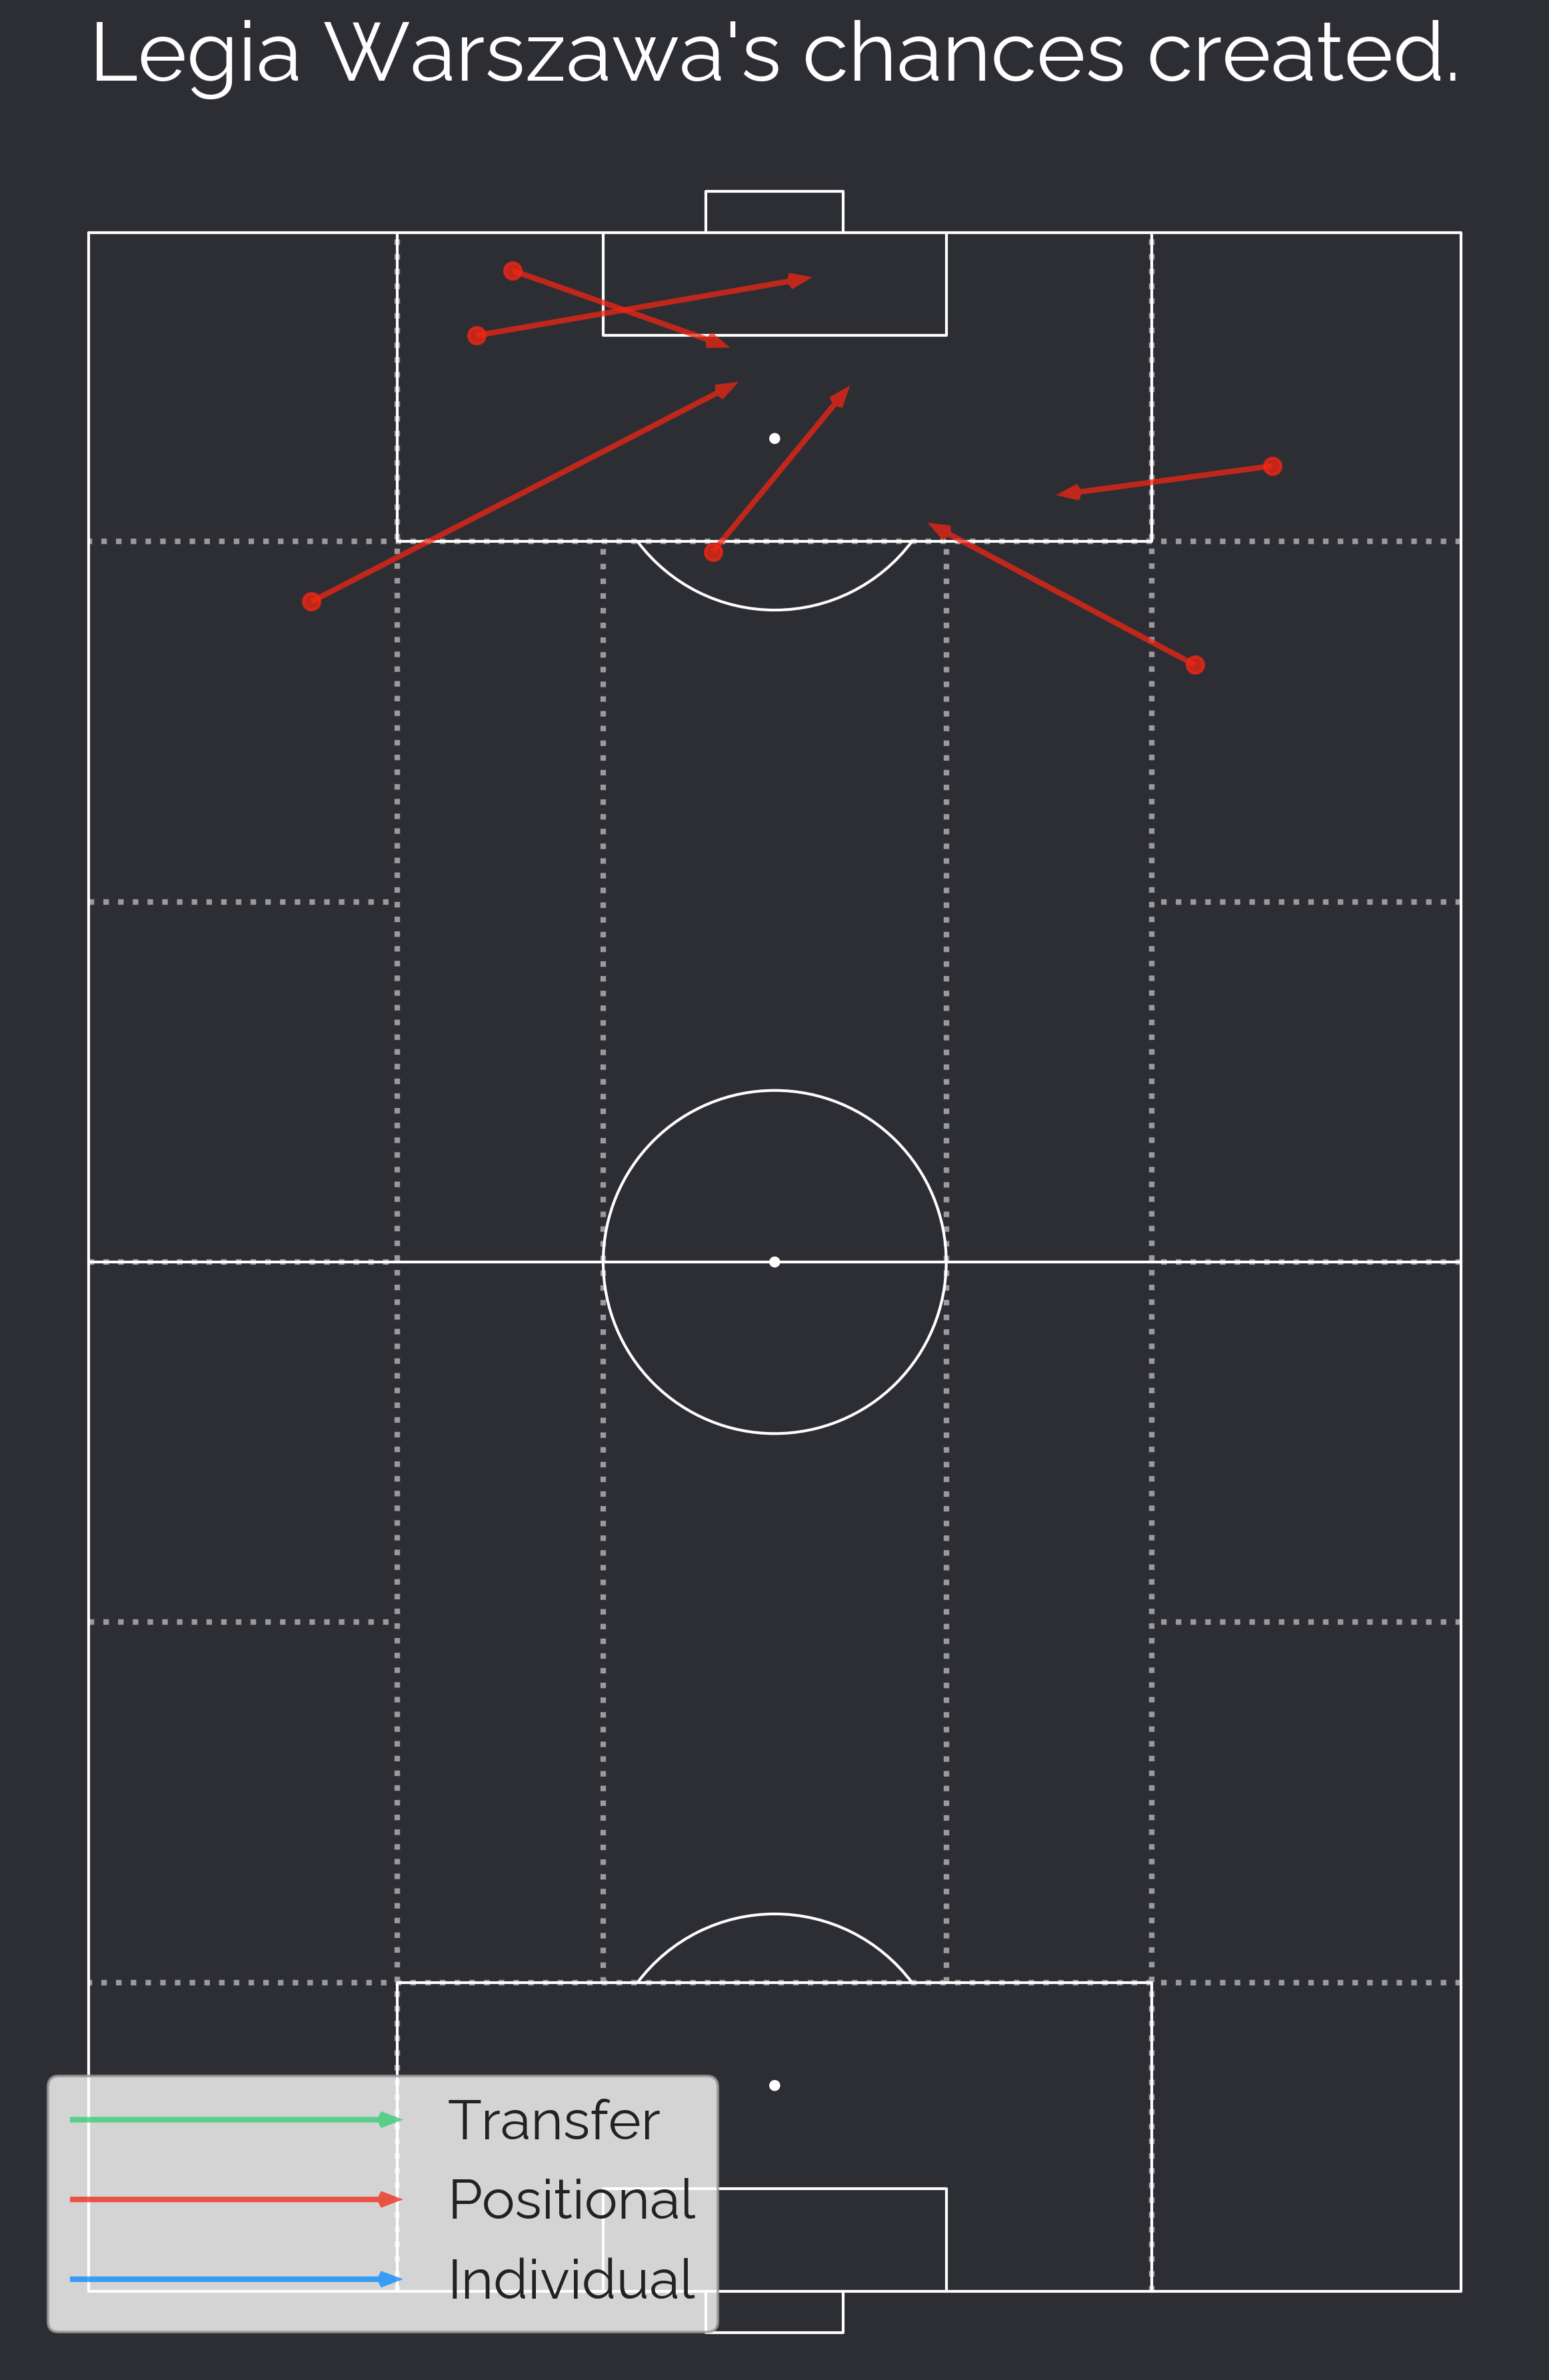 Legia Warszawa's chances created.
Transfer
Positional
Individual